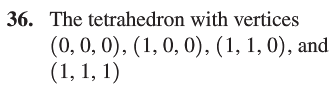 36. The tetrahedron with vertices
(0, 0, 0), (1, 0, 0), (1, 1, 0), and
(1, 1, 1)